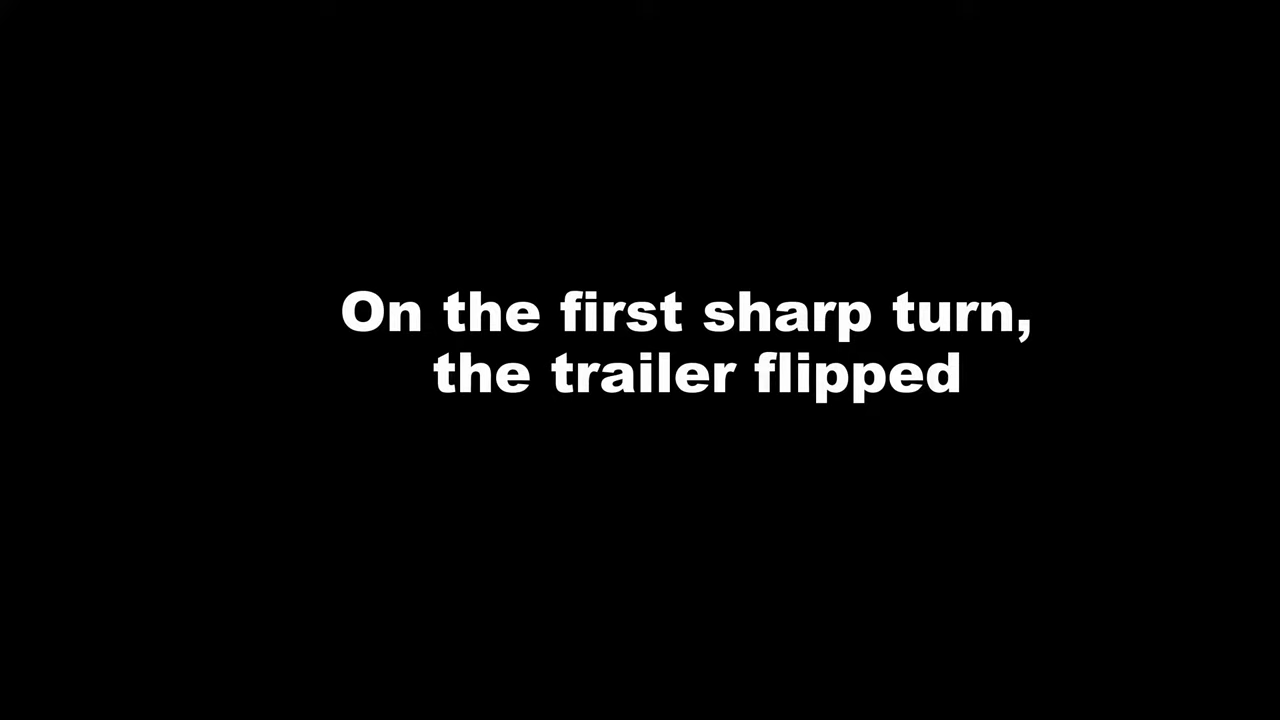 On the first sharp turn,
the trailer flipped